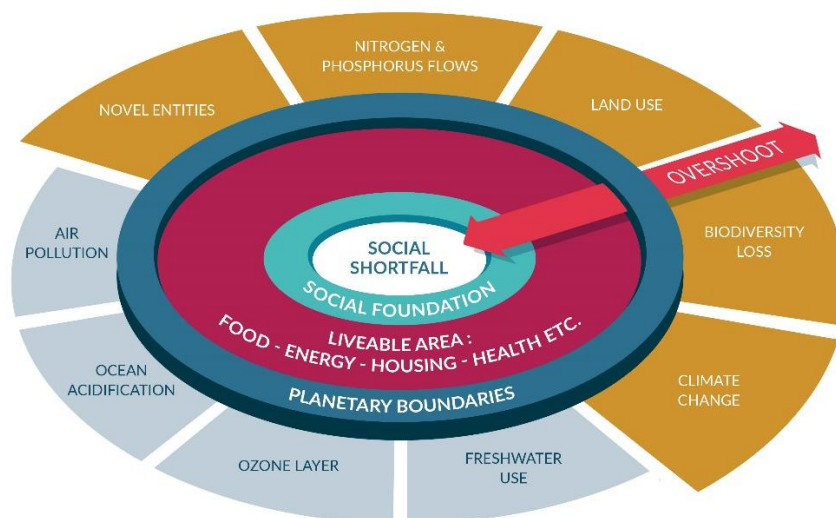 NITROGEN &
PHOSPHORUS FLOWS
NOVEL ENTITIES
LAND USE
OVERSHOOT
AIR
POLLUTION
BIODIVERSITY
LOSS
SOCIAL
SHORTFALL
SOCIAL FOUNDATION
LIVEABLE AREA :
FOOD - ENERGY - HOUSING - HEALTH ETC.
PLANETARY BOUNDARIES
OCEAN
ACIDIFICATION
CLIMATE
CHANGE
OZONE LAYER
FRESHWATER
USE